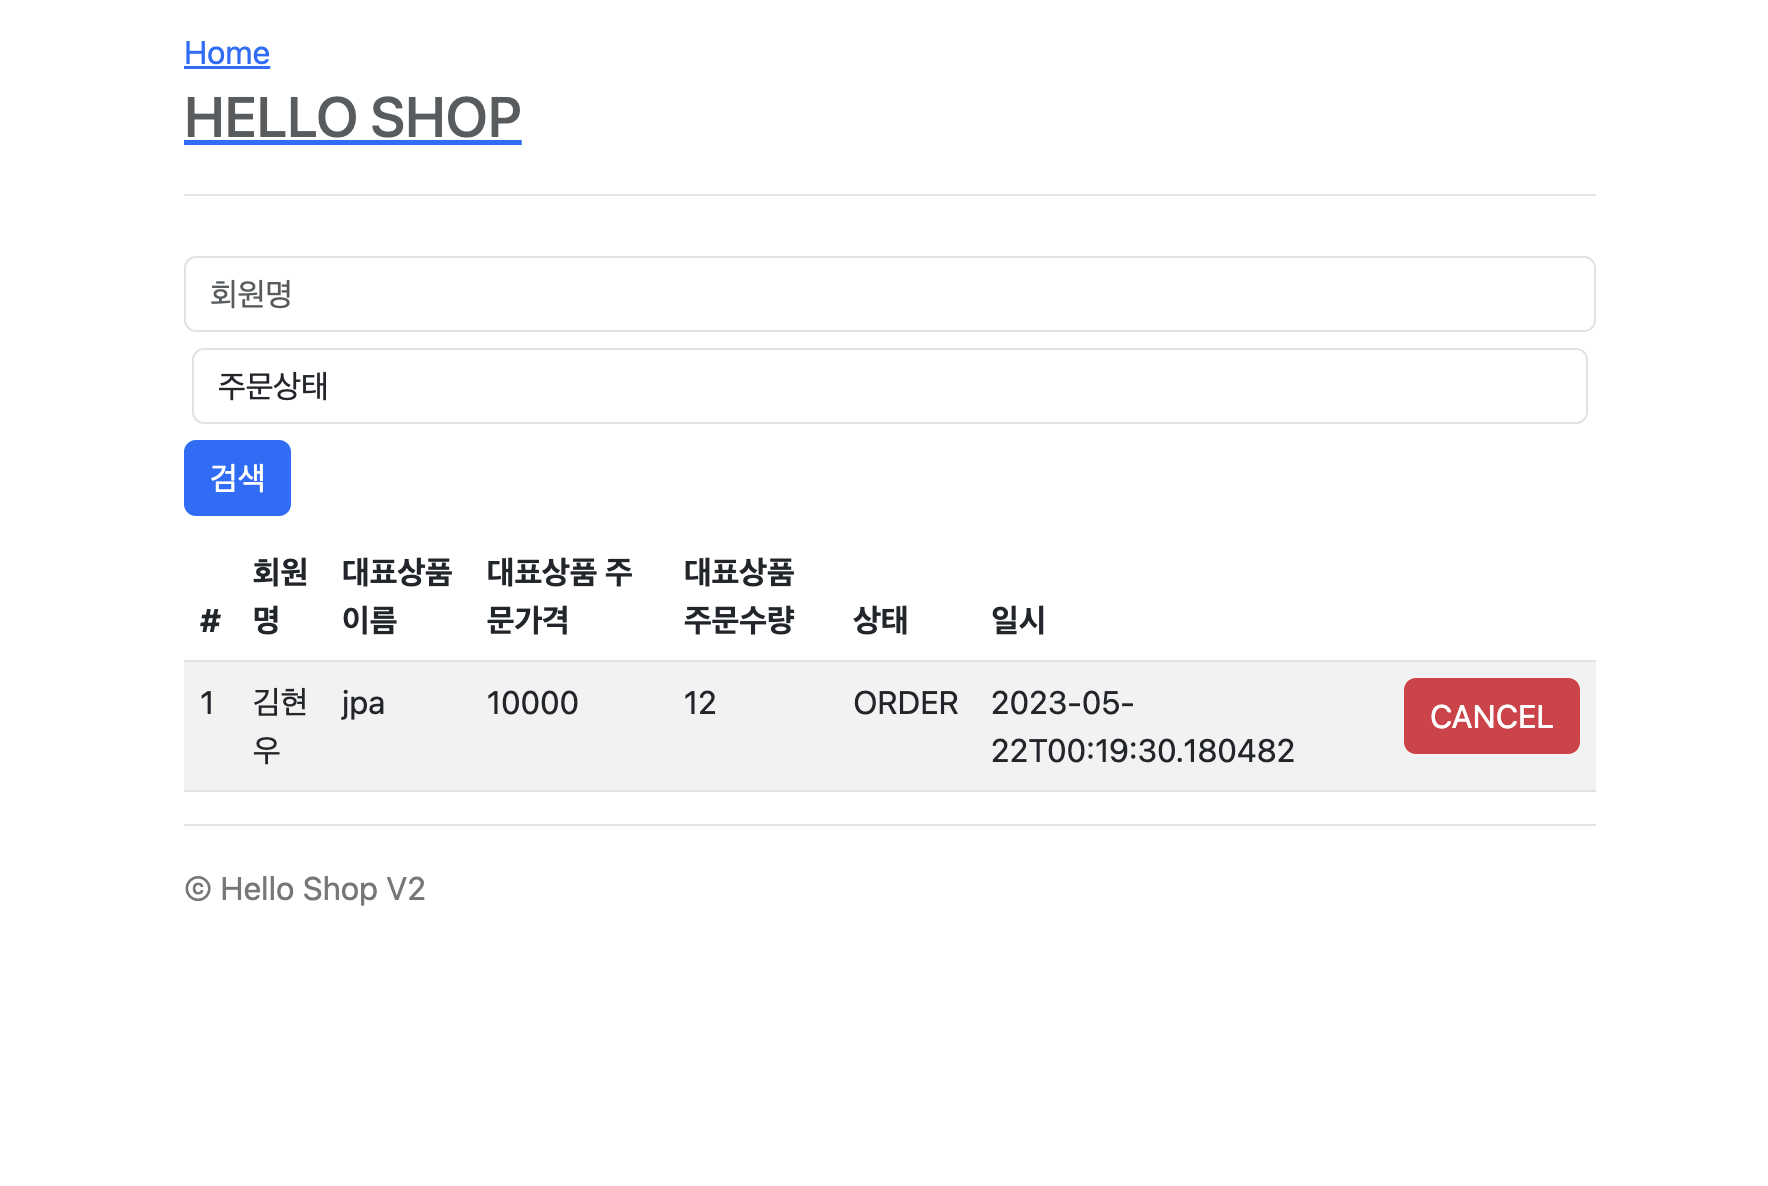 Home
HELLO SHOP
회원명
주문상태
검색
# 회원명 대표상품 이름 대표상품 주문가격 대표상품 주문수량 상태 일시
1 김현우 jpa 10000 12 ORDER 2023-05-22T00:19:30.180482 CANCEL
© Hello Shop V2